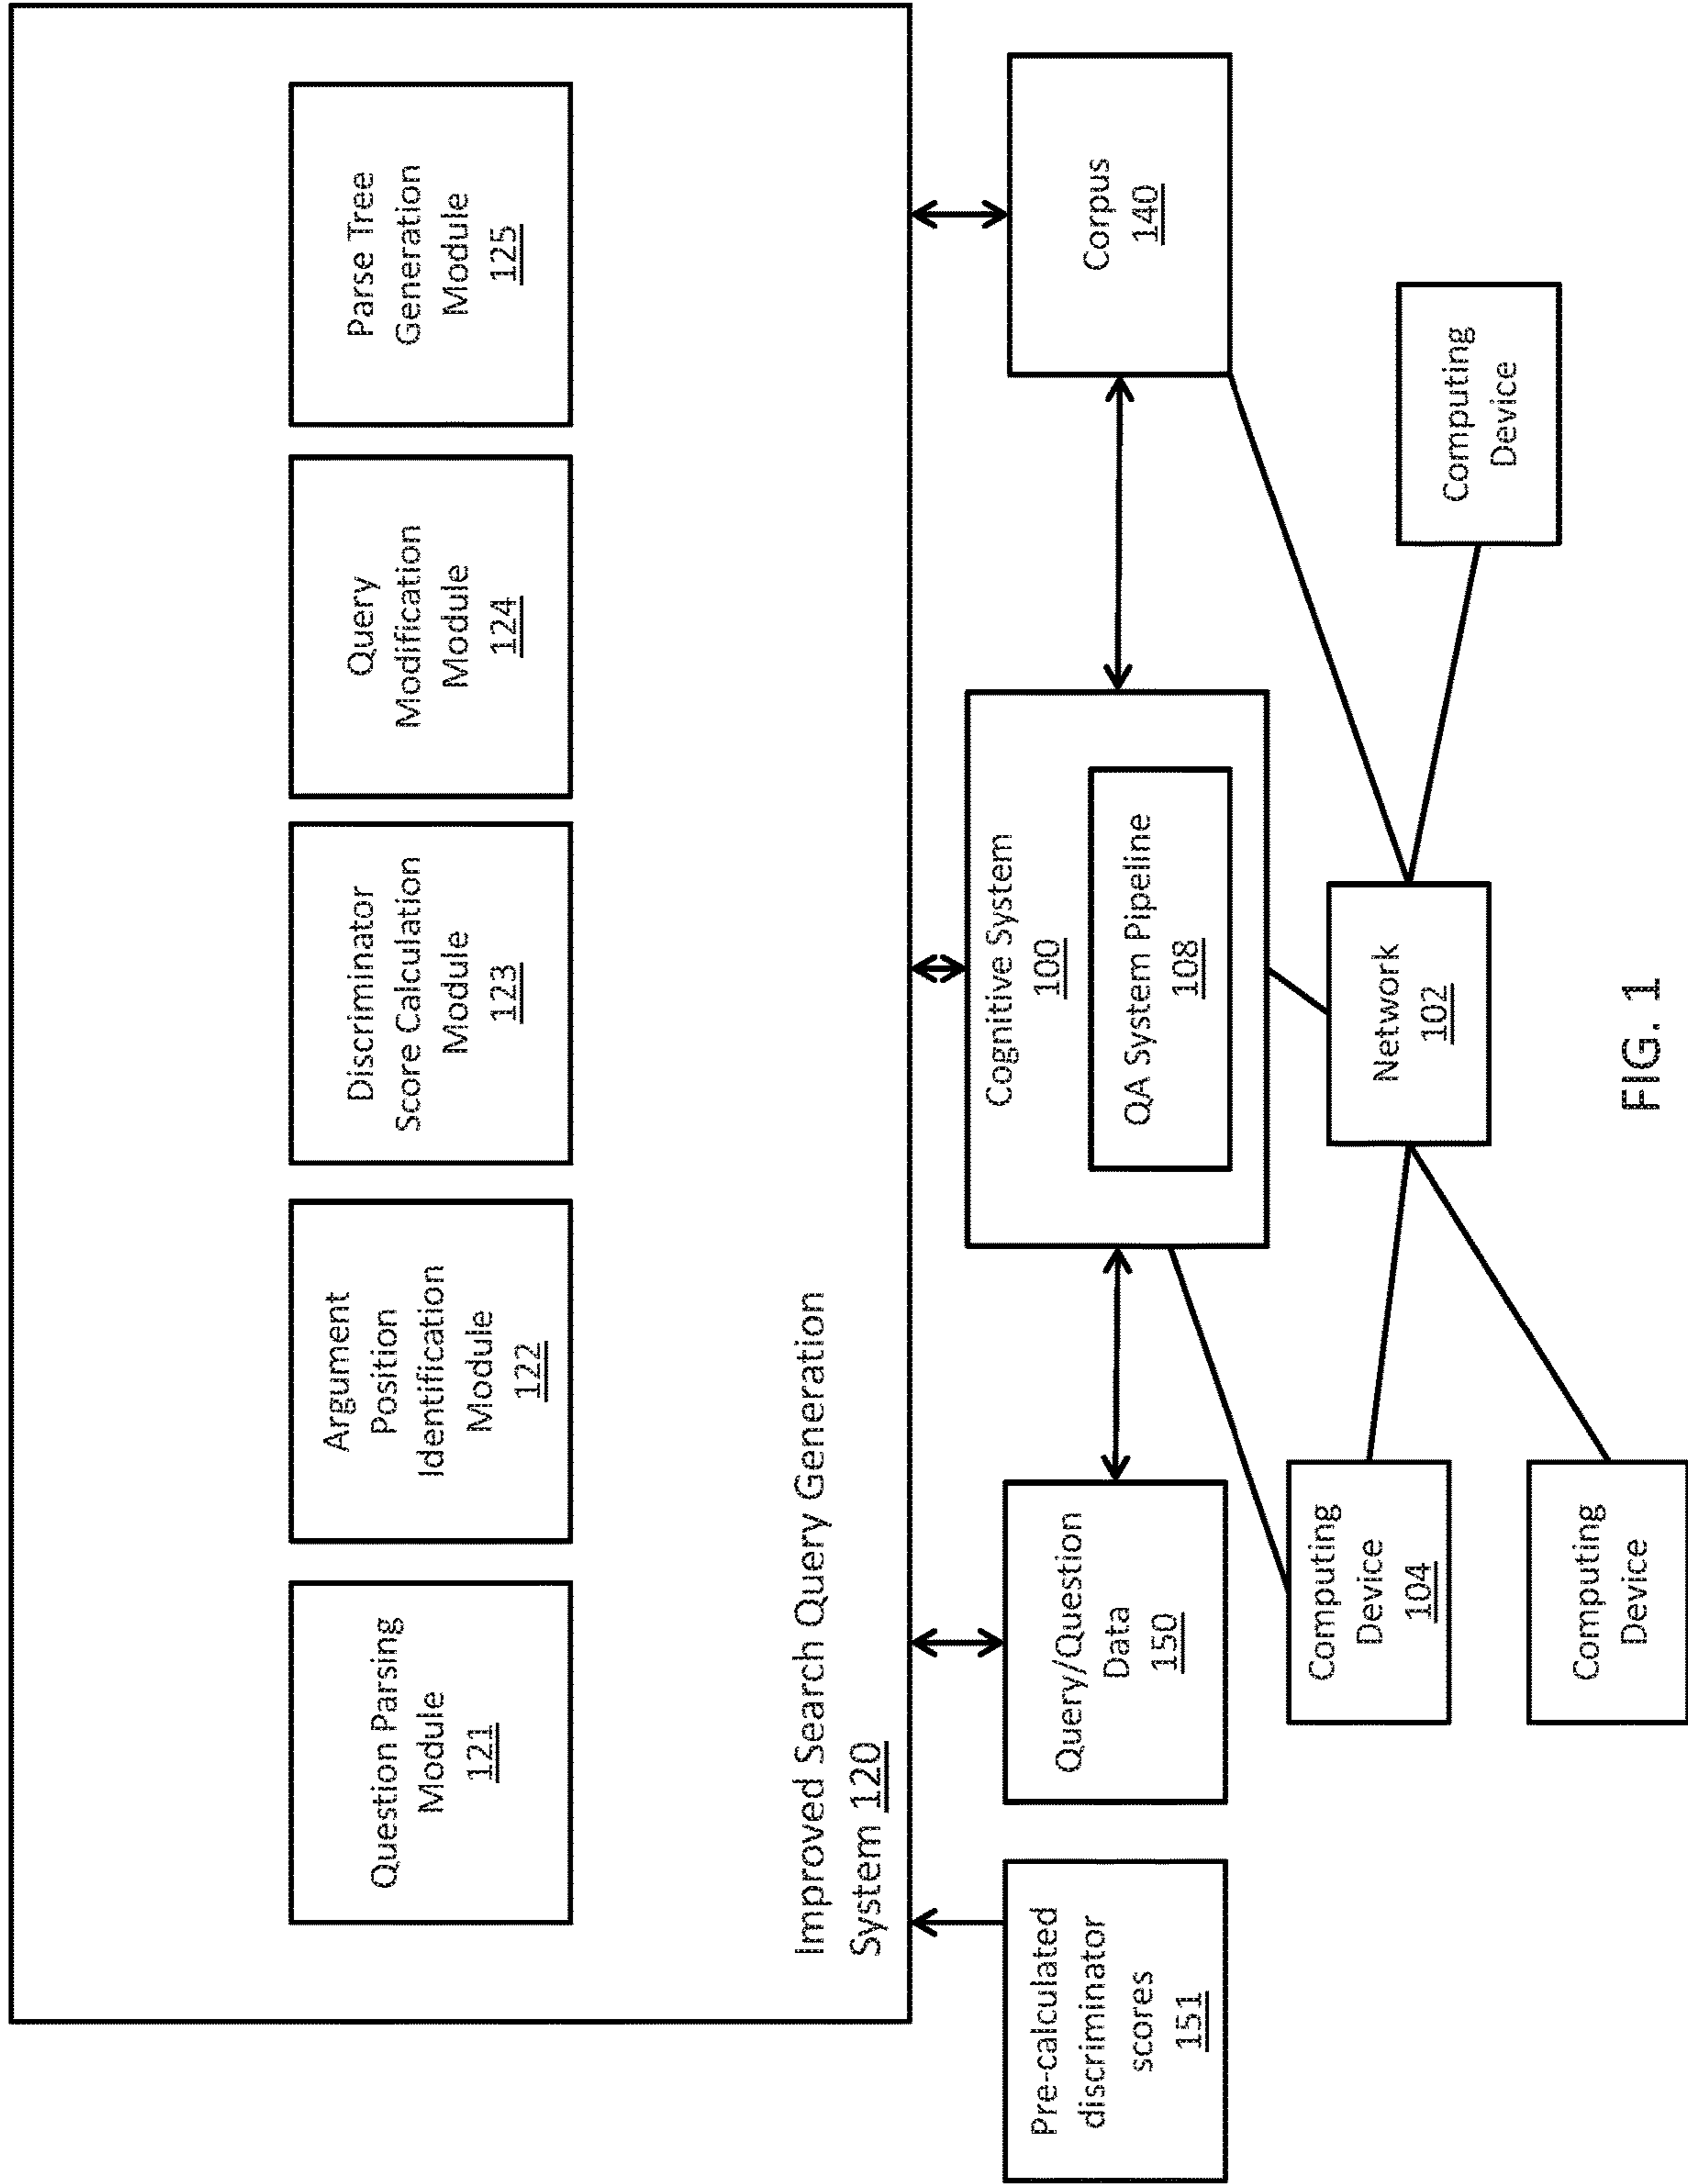 Question Parsing
Module
121
Argument
Position
Identification
Module
122
Discriminator
Score Calculation
Module
123
Query
Modification
Module
124
Parse Tree
Generation
Module
125
Improved Search Query Generation
System 120
Pre-calculated
discriminator
scores
151
Query/Question
Data
150
Cognitive System
100
QA System Pipeline
108
Corpus
140
Computing
Device
104
Network
102
Computing
Device
Computing
Device
FIG. 1